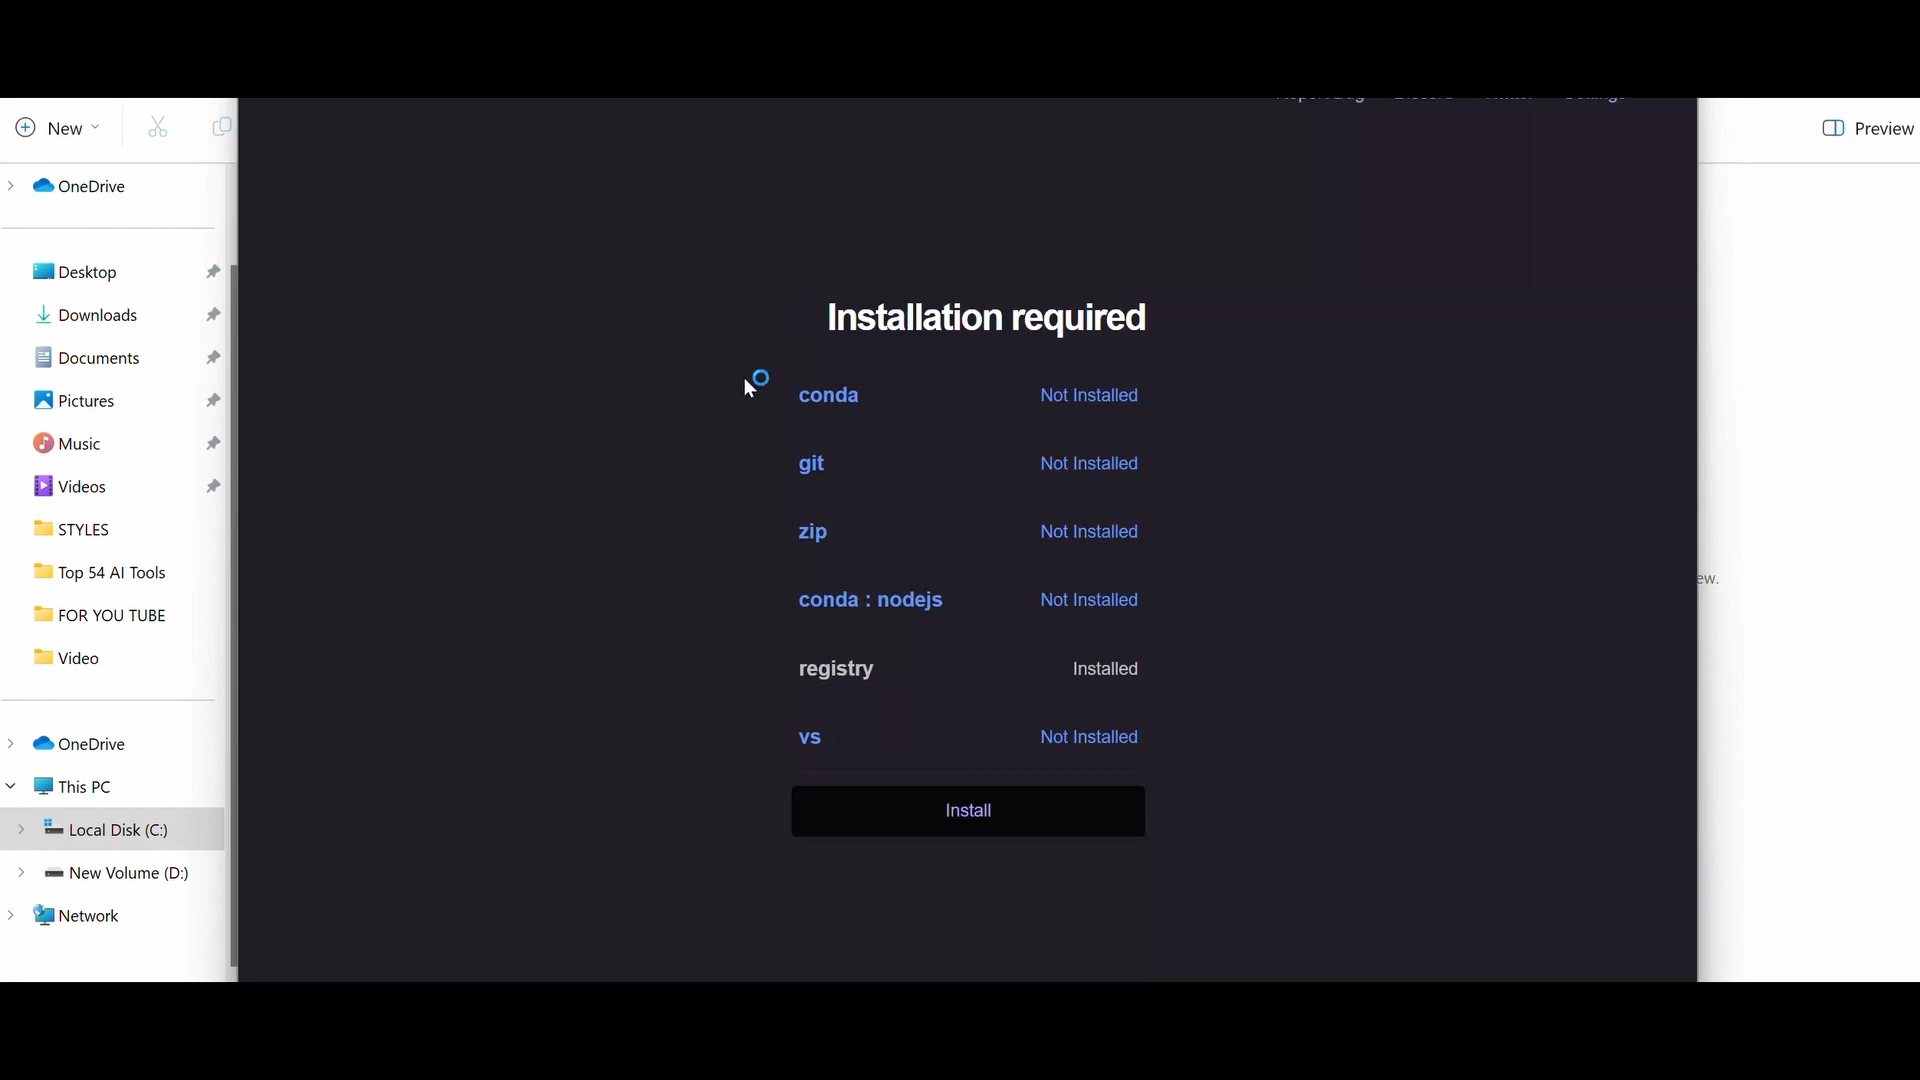 New
Preview
OneDrive
Desktop
Downloads
Documents
Pictures
Music
Videos
STYLES
Top 54 AI Tools
FOR YOU TUBE
Video
OneDrive
This PC
Local Disk (C:)
New Volume (D:)
Network
Installation required
conda Not Installed
git Not Installed
zip Not Installed
conda : nodejs Not Installed
registry Installed
vs Not Installed
Install
ew.